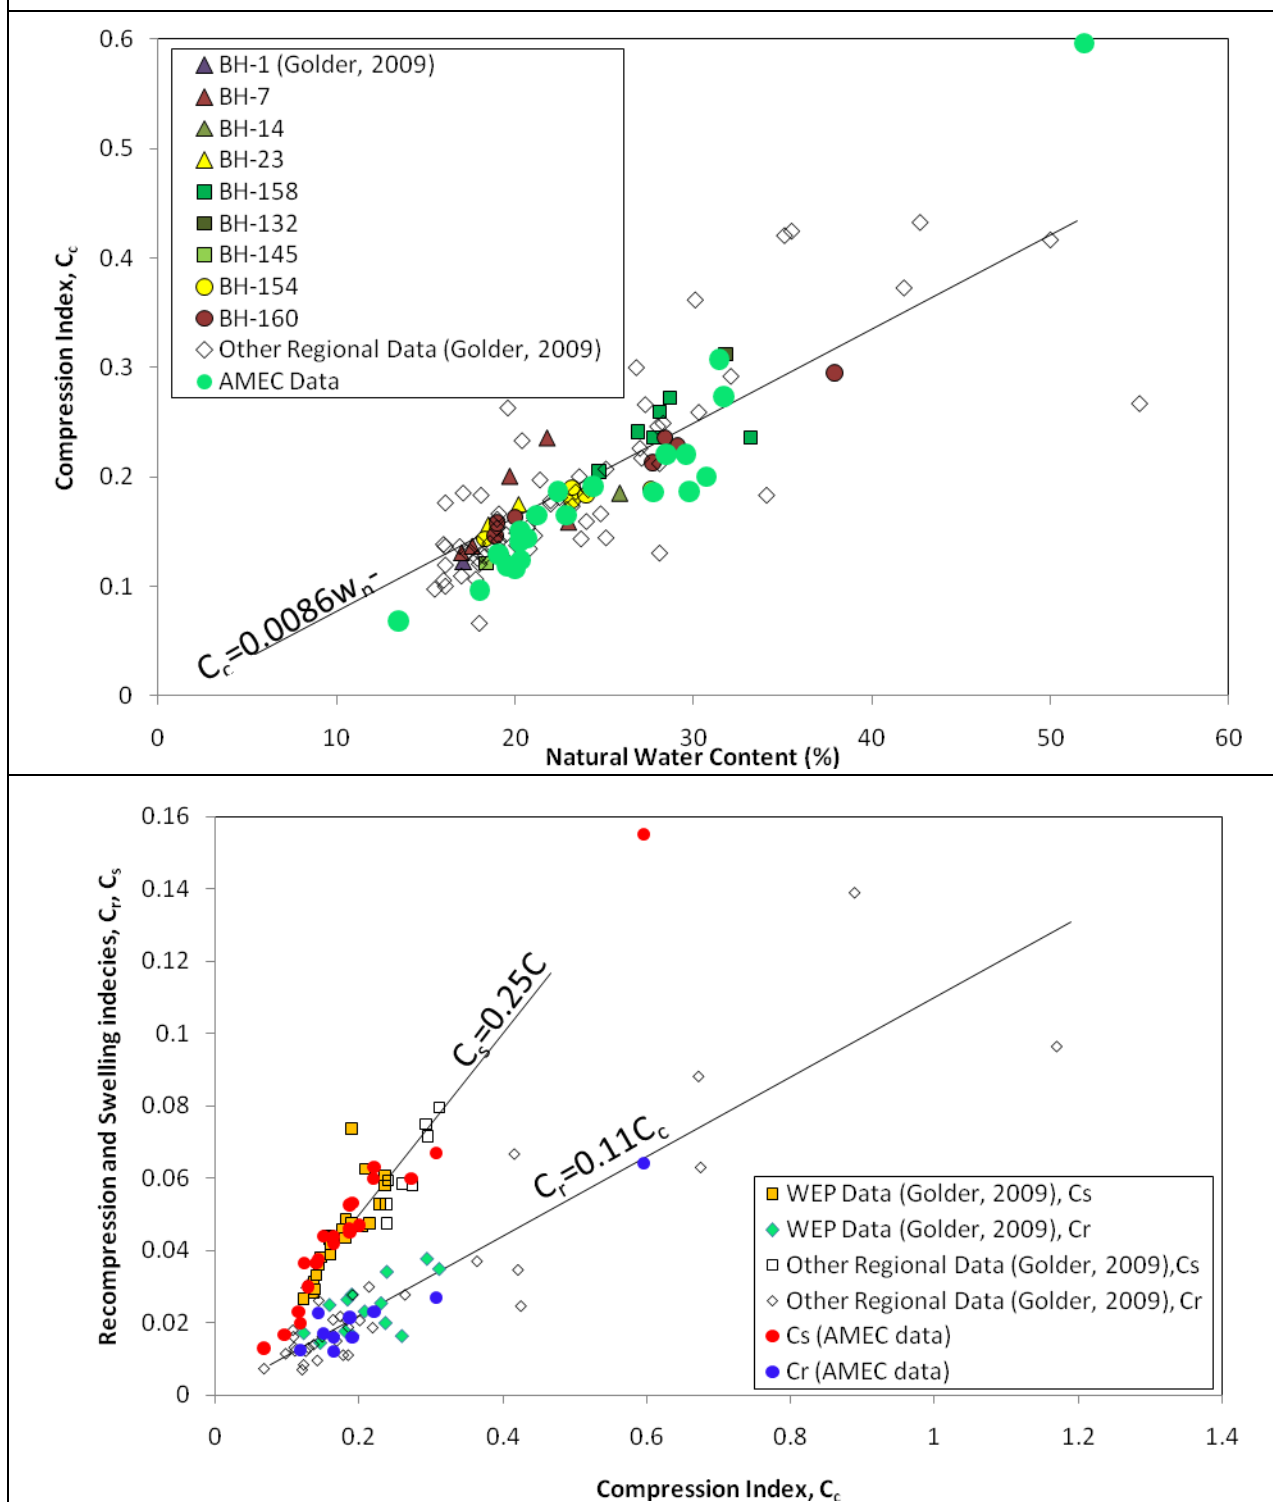 0.6
0.5
0.4
0.3
0.2
0.1
0
Compression Index, Cc
BH-1 (Golder, 2009)
BH-7
BH-14
BH-23
BH-158
BH-132
BH-145
BH-154
BH-160
Other Regional Data (Golder, 2009)
AMEC Data
Cc=0.0086wn-
0 10 20 30 40 50 60
Natural Water Content (%)
0.16
0.14
0.12
0.1
0.08
0.06
0.04
0.02
0
Recompression and Swelling indecies, Cr, Cs
Cs=0.25C
Cr=0.11Cc
WEP Data (Golder, 2009), Cs
WEP Data (Golder, 2009), Cr
Other Regional Data (Golder, 2009),Cs
Other Regional Data (Golder, 2009), Cr
Cs (AMEC data)
Cr (AMEC data)
0 0.2 0.4 0.6 0.8 1 1.2 1.4
Compression Index, Cc